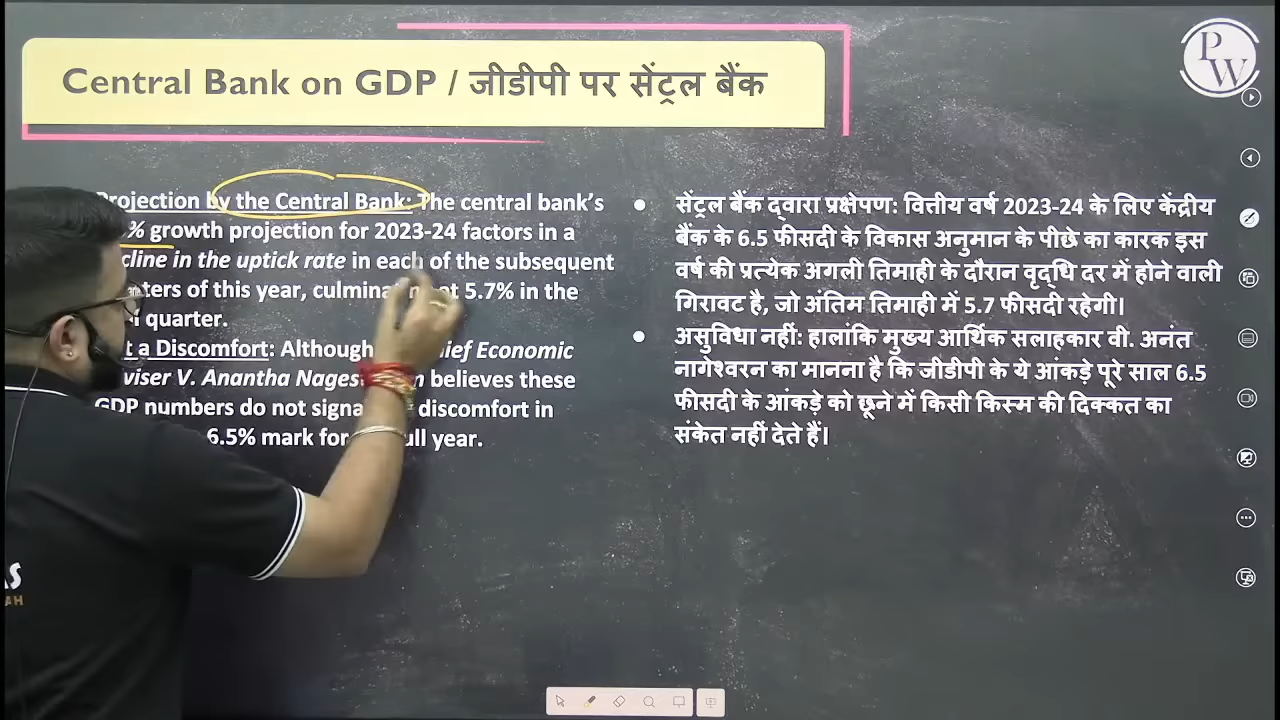 Central Bank on GDP / जीडीपी पर सेंट्रल बैंक
PW
Projection by the Central Bank: The central bank's
% growth projection for 2023-24 factors in a
cline in the uptick rate in each of the subsequent
ters of this year, culminat t 5.7% in the
quarter.
t a Discomfort: Although ief Economic
viser V. Anantha Nages n believes these
GDP numbers do not signa discomfort in
6.5% mark for ull year.
सेंट्रल बैंक द्वारा प्रक्षेपण: वित्तीय वर्ष 2023-24 के लिए केंद्रीय
बैंक के 6.5 फीसदी के विकास अनुमान के पीछे का कारक इस
वर्ष की प्रत्येक अगली तिमाही के दौरान वृद्धि दर में होने वाली
गिरावट है, जो अंतिम तिमाही में 5.7 फीसदी रहेगी।
असुविधा नहीं: हालांकि मुख्य आर्थिक सलाहकार वी. अनंत
नागेश्वरन का मानना है कि जीडीपी के ये आंकड़े पूरे साल 6.5
फीसदी के आंकड़े को छूने में किसी किस्म की दिक्कत का
संकेत नहीं देते हैं।